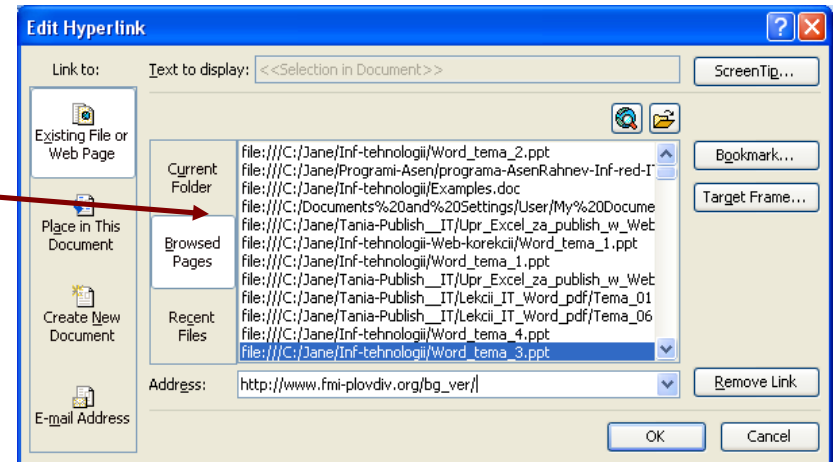 Edit Hyperlink
Link to:
Text to display: <<Selection in Document>>
ScreenTip...
Existing File or
Web Page
Place in This
Document
Create New
Document
E-mail Address
Current
Folder
Browsed
Pages
Recent
Files
file:///C:/Jane/Inf-tehnologii/Word_tema_2.ppt
file:///C:/Jane/Programi-Asen/programa-AsenRahnev-Inf-red-I
file:///C:/Jane/Inf-tehnologii/Examples.doc
file:///C:/Documents%20and%20Settings/User/My%20Docume
file:///C:/Jane/Tania-Publish__IT/Upr_Excel_za_publish_w_Web
file:///C:/Jane/Inf-tehnologii-Web-korekcii/Word_tema_1.ppt
file:///C:/Jane/Inf-tehnologii/Word_tema_1.ppt
file:///C:/Jane/Tania-Publish__IT/Upr_Excel_za_publish_w_Web
file:///C:/Jane/Tania-Publish__IT/Lekcii_IT_Word_pdf/Tema_01
file:///C:/Jane/Tania-Publish__IT/Lekcii_IT_Word_pdf/Tema_06
file:///C:/Jane/Inf-tehnologii/Word_tema_4.ppt
file:///C:/Jane/Inf-tehnologii/Word_tema_3.ppt
Bookmark...
Target Frame...
Address: http://www.fmi-plovdiv.org/bg_ver/
Remove Link
OK
Cancel